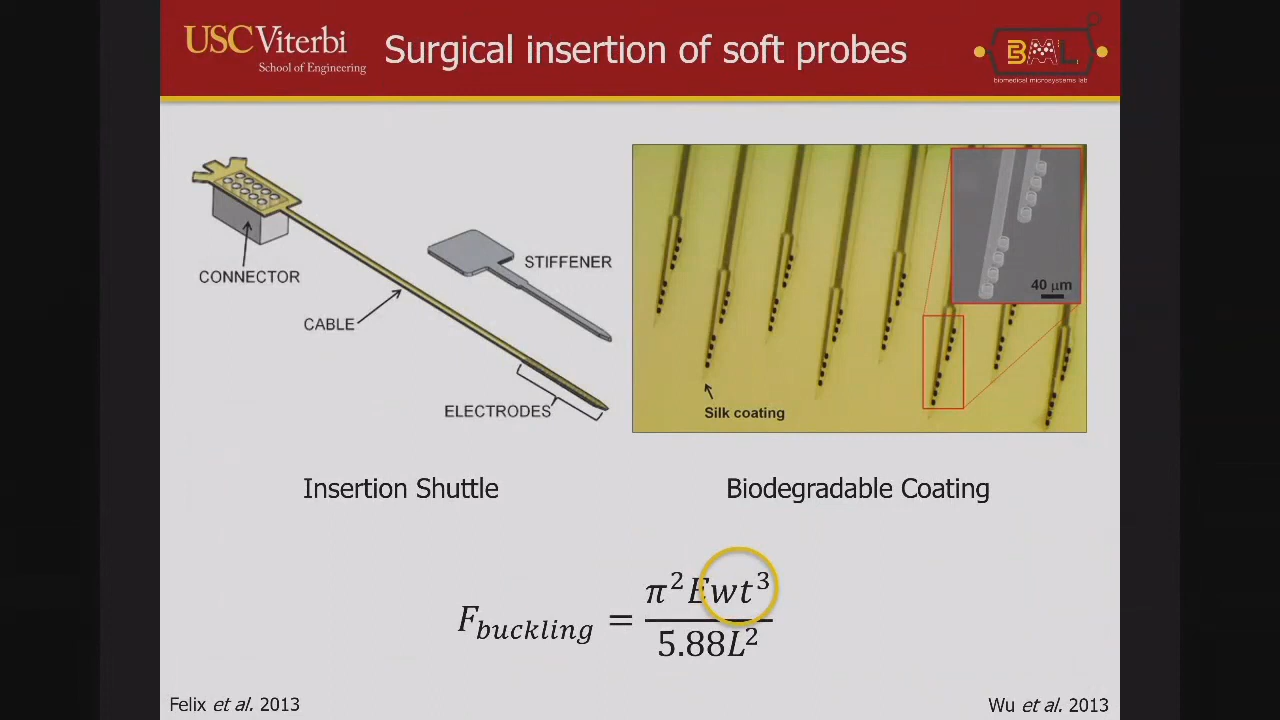 USC Viterbi
School of Engineering
Surgical insertion of soft probes
BML
biomedical microsystems lab
CONNECTOR
CABLE
STIFFENER
ELECTRODES
40 µm
Silk coating
Insertion Shuttle
Biodegradable Coating
F_buckling = π²Ewt³ / 5.88L²
Felix et al. 2013
Wu et al. 2013